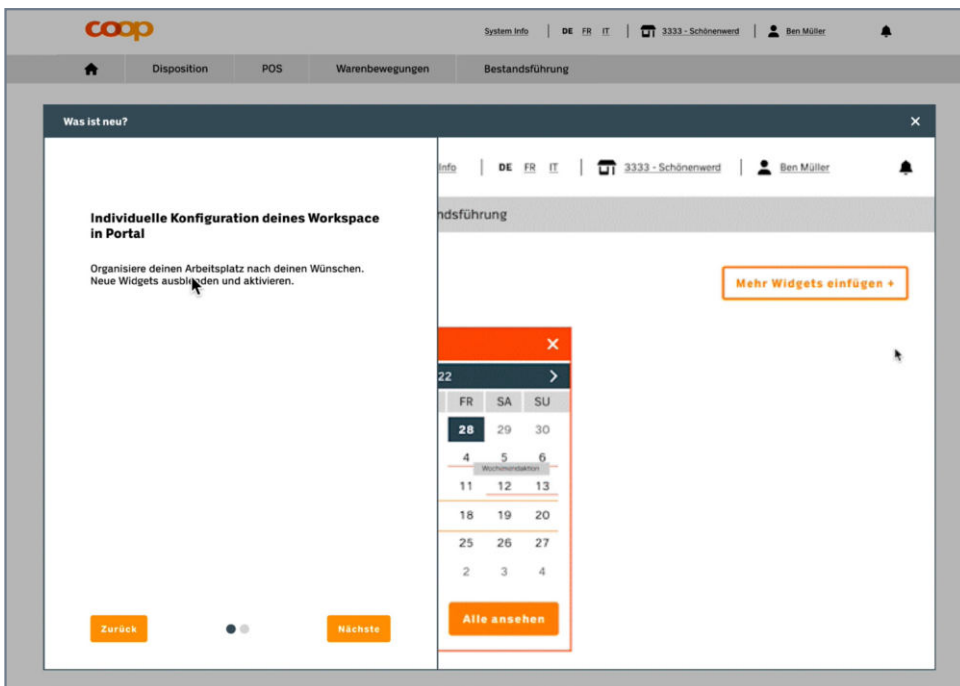 coop
System Info | DE FR IT | 3333 - Schönenwerd | Ben Müller
Disposition POS Warenbewegungen Bestandsführung
Was ist neu?
Individuelle Konfiguration deines Workspace
in Portal
Organisiere deinen Arbeitsplatz nach deinen Wünschen.
Neue Widgets ausblenden und aktivieren.
Zurück
Nächste
Info | DE FR IT | 3333 - Schönenwerd | Ben Müller
ndsführung
Mehr Widgets einfügen +
22
FR SA SU
28 29 30
4 5 6
Wochenendaktion
11 12 13
18 19 20
25 26 27
2 3 4
Alle ansehen